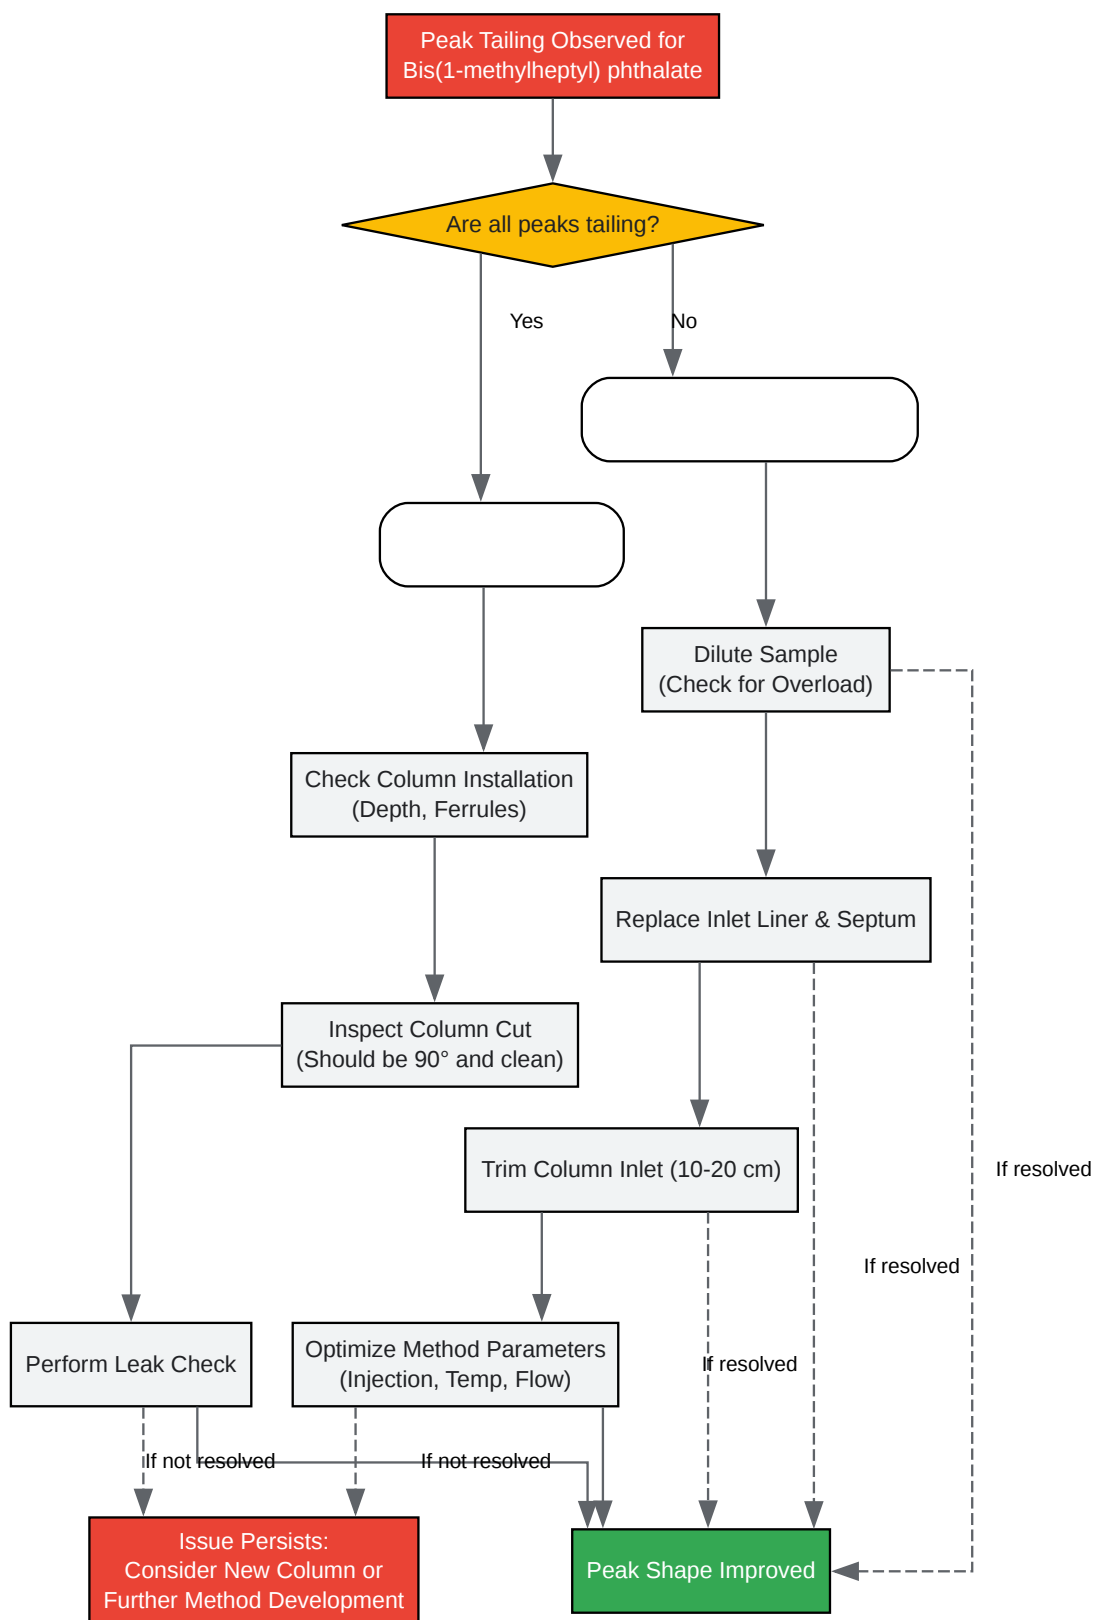 Peak Tailing Observed for
Bis(1-methylheptyl) phthalate
Are all peaks tailing?
Yes
No
Dilute Sample
(Check for Overload)
Check Column Installation
(Depth, Ferrules)
Replace Inlet Liner & Septum
Inspect Column Cut
(Should be 90° and clean)
Trim Column Inlet (10-20 cm)
If resolved
If resolved
Perform Leak Check
Optimize Method Parameters
(Injection, Temp, Flow)
If resolved
If not resolved
If not resolved
Issue Persists:
Consider New Column or
Further Method Development
Peak Shape Improved